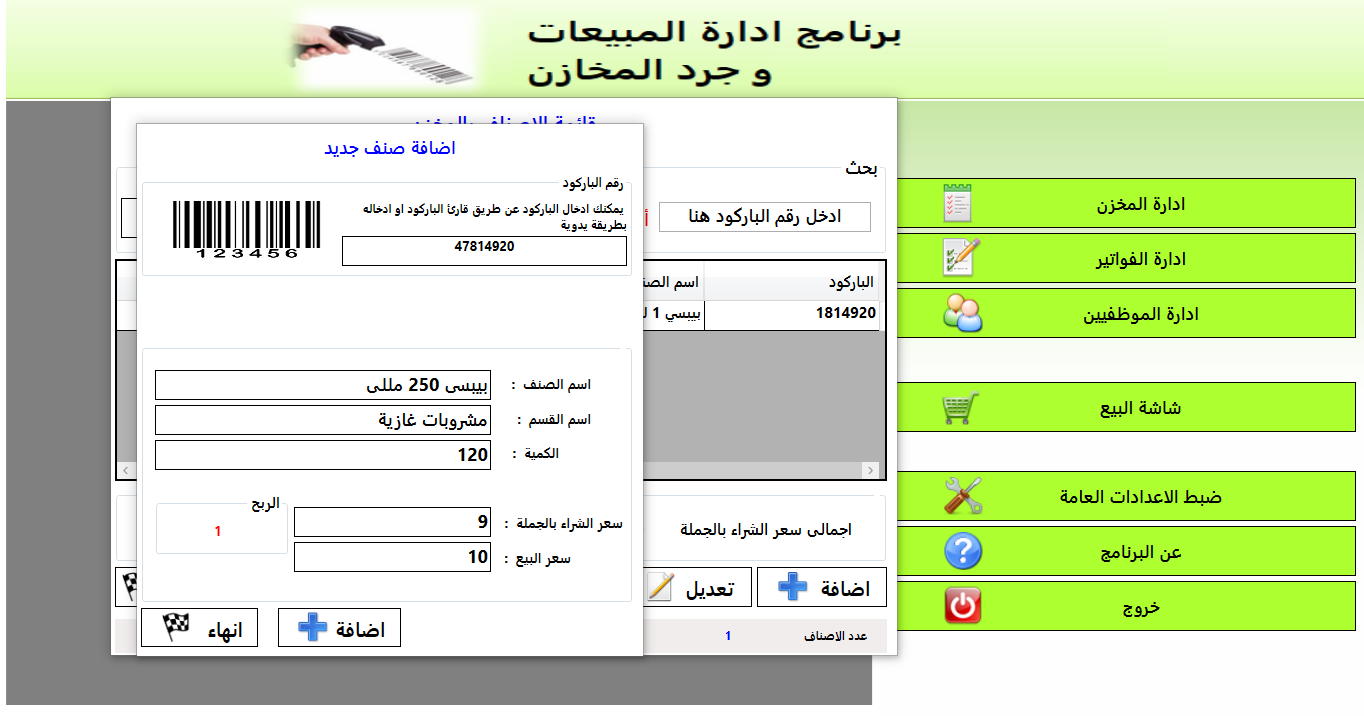 برنامج ادارة المبيعات
و جرد المخازن
اضافة صنف جديد
رقم الباركود
يمكنك ادخال الباركود عن طريق قارئ الباركود او ادخاله
بطريقة يدوية
47814920
123456
اسم الصنف :
بيبسى 250 مللى
اسم القسم :
مشروبات غازية
الكمية :
120
سعر الشراء بالجملة :
9
سعر البيع :
10
الربح
1
اضافة
انهاء
قائمة الاصناف بالمخزن
بحث
ادخل رقم الباركود هنا
الباركود
اسم
1814920
بيبسي 1
اجمالى سعر الشراء بالجملة
اضافة
تعديل
عدد الاصناف
1
ادارة المخزن
ادارة الفواتير
ادارة الموظفيين
شاشة البيع
ضبط الاعدادات العامة
عن البرنامج
خروج